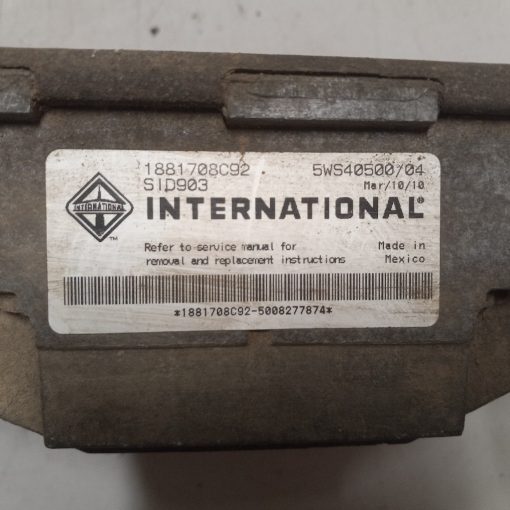 1881708C92 5WS40500/04
SID903 Mar/10/10
INTERNATIONAL
INTERNATIONAL®
™
Refer to service manual for Made in
removal and replacement instructions Mexico
*1881708C92-5008277874*